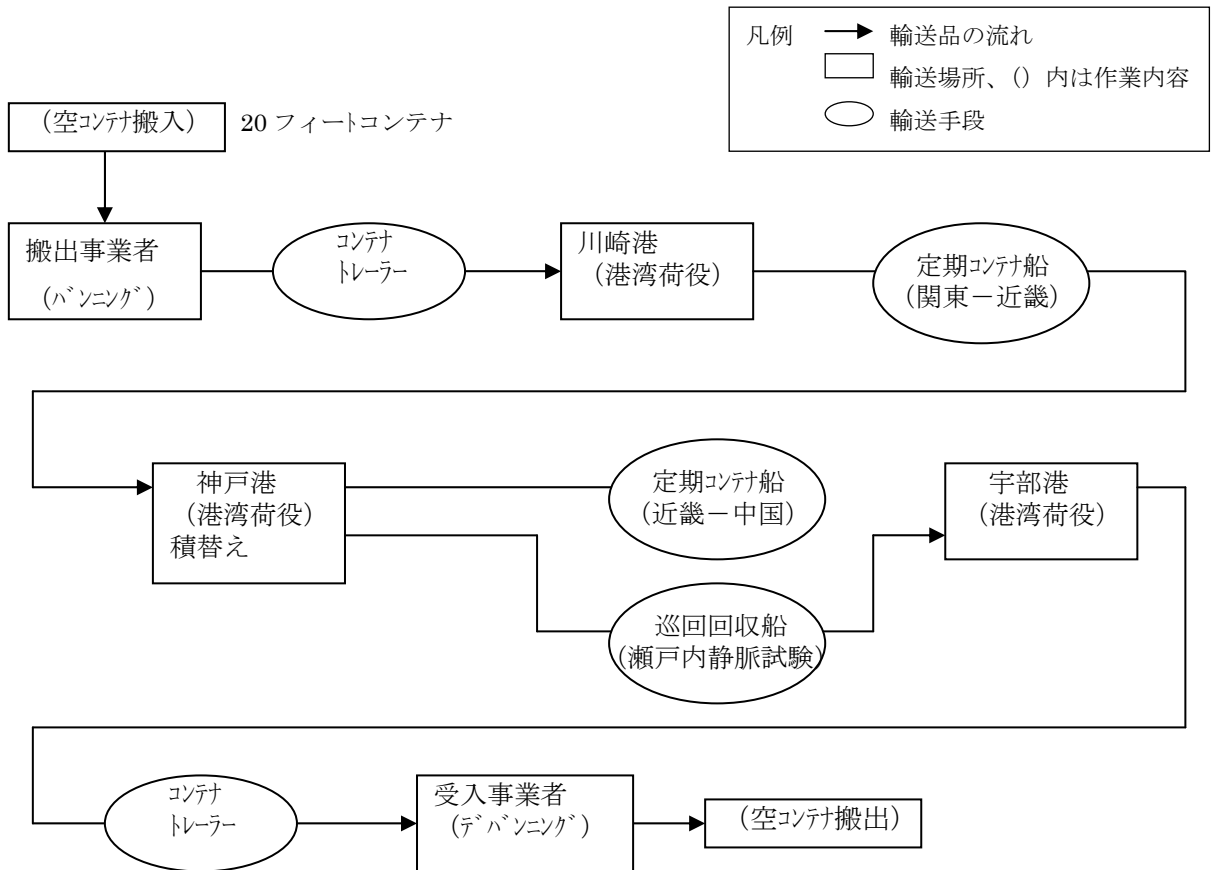 凡例
輸送品の流れ
輸送場所、() 内は作業内容
輸送手段
(空ｺﾝﾃﾅ搬入)
20 フィートコンテナ
搬出事業者
(ﾊﾞﾝﾆﾝｸﾞ)
ｺﾝﾃﾅ
ﾄﾚｰﾗｰ
川崎港
(港湾荷役)
定期ｺﾝﾃﾅ船
(関東－近畿)
神戸港
(港湾荷役)
積替え
定期ｺﾝﾃﾅ船
(近畿－中国)
巡回回収船
(瀬戸内静脈試験)
宇部港
(港湾荷役)
ｺﾝﾃﾅ
ﾄﾚｰﾗｰ
受入事業者
(ﾃﾞﾊﾞﾝﾆﾝｸﾞ)
(空ｺﾝﾃﾅ搬出)